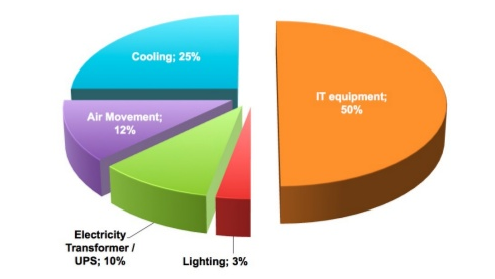 Cooling; 25%
IT equipment;
50%
Air Movement;
12%
Electricity
Transformer /
UPS; 10%
Lighting; 3%